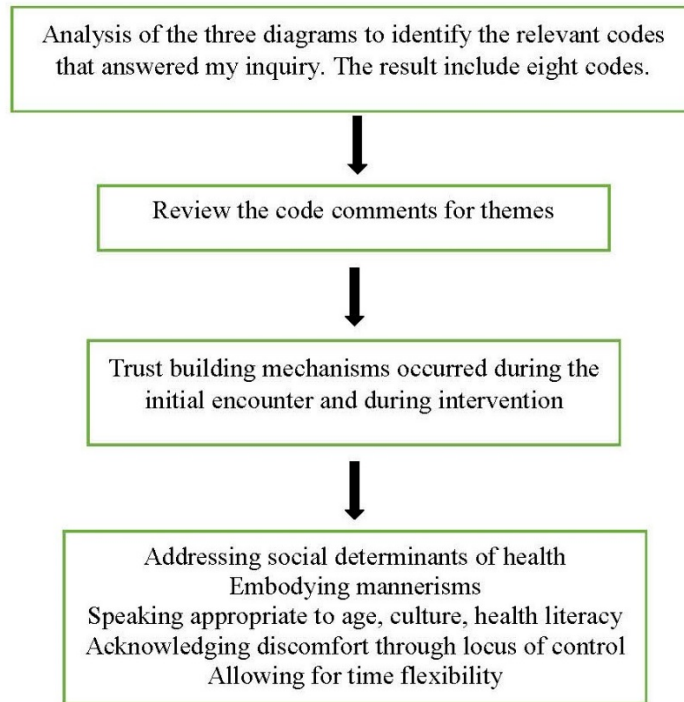 Analysis of the three diagrams to identify the relevant codes
that answered my inquiry. The result include eight codes.
Review the code comments for themes
Trust building mechanisms occurred during the
initial encounter and during intervention
Addressing social determinants of health
Embodying mannerisms
Speaking appropriate to age, culture, health literacy
Acknowledging discomfort through locus of control
Allowing for time flexibility